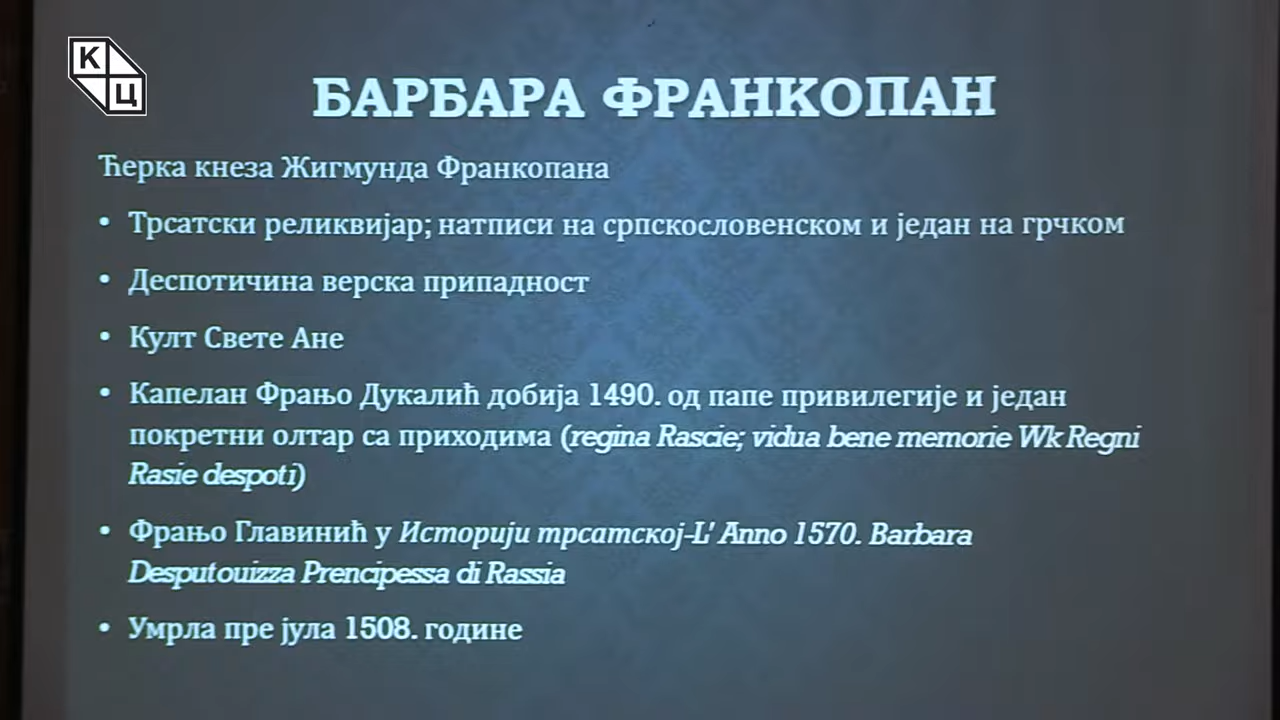 К
Ц
БАРБАРА ФРАНКОПАН
Ћерка кнеза Жигмунда Франкопана
• Трсатски реликвијар; натписи на српскословенском и један на грчком
• Деспотичина верска припадност
• Култ Свете Ане
• Капелан Фрањо Дукалић добија 1490. од папе привилегије и један
покретни олтар са приходима (regina Rascie; vidua bene memorie Wk Regni
Rasie despoti)
• Фрањо Главинић у Историји трсатској-L' Anno 1570. Barbara
Desputouizza Prencipessa di Rassia
• Умрла пре јула 1508. године